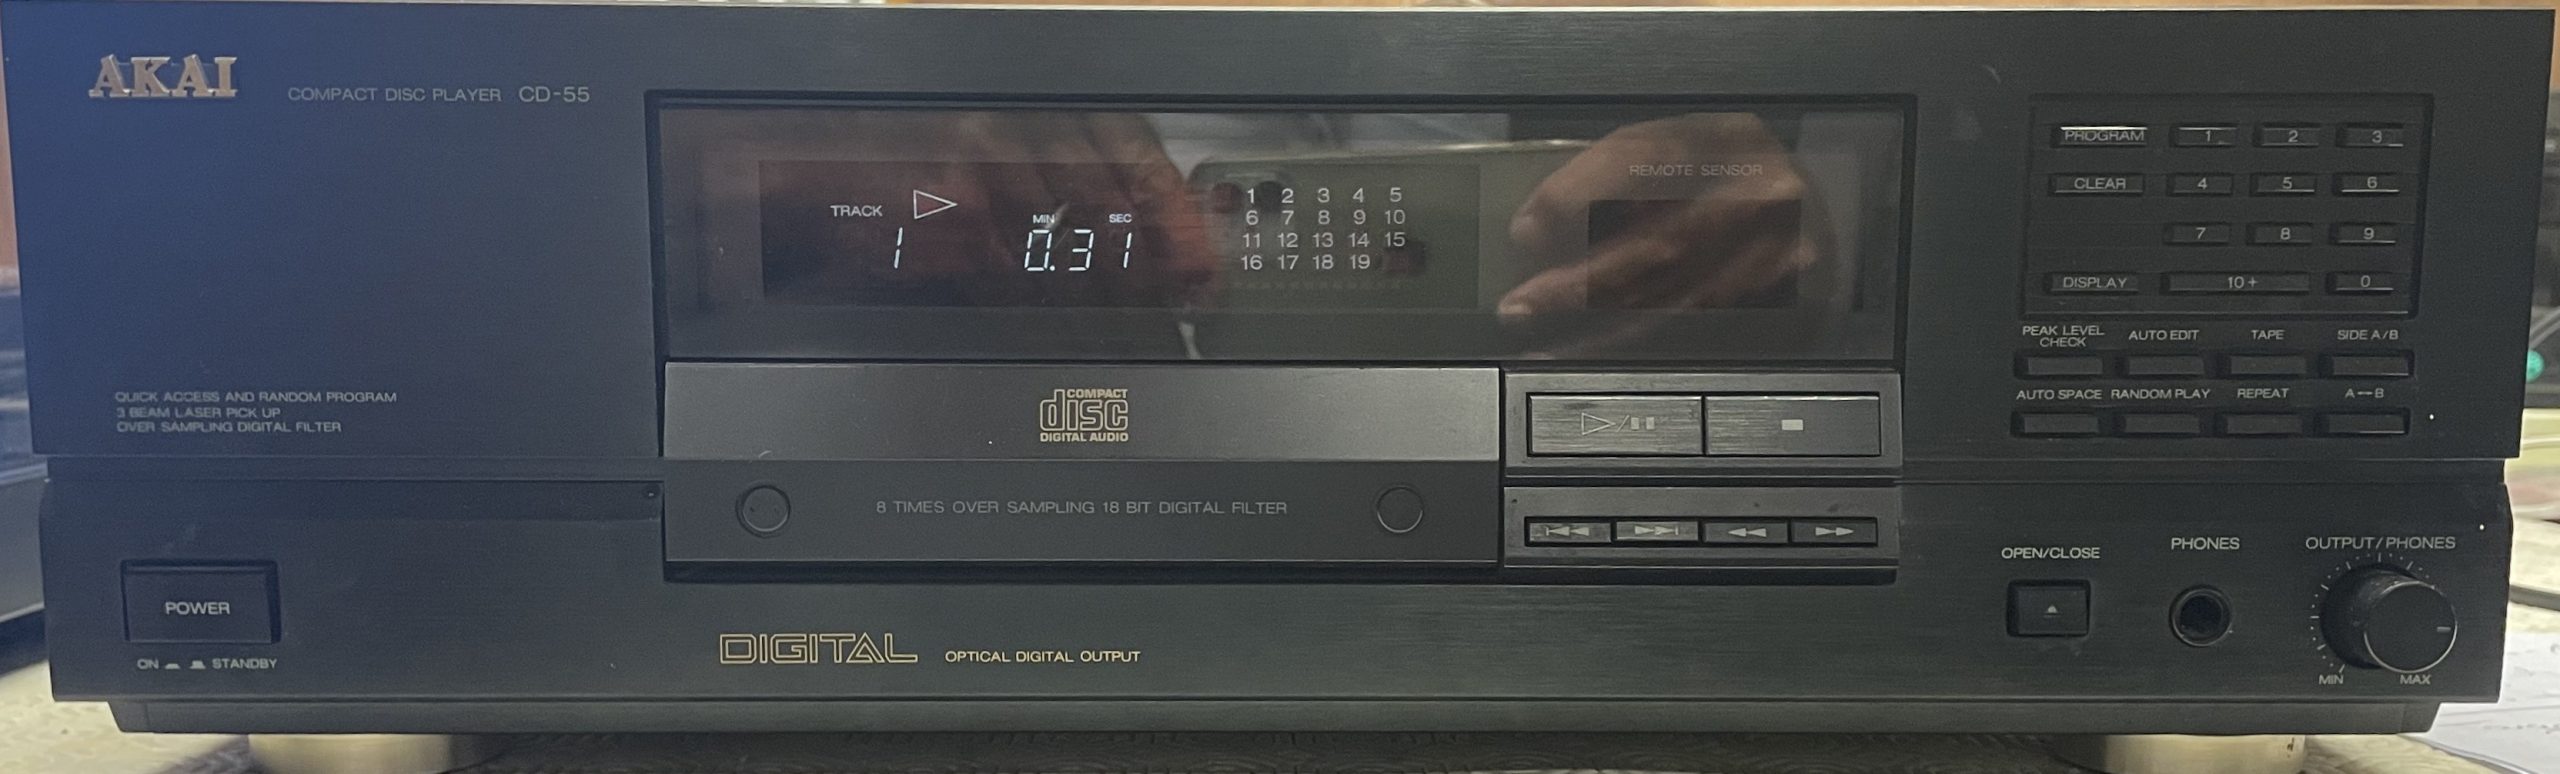 AKAI
COMPACT DISC PLAYER CD-55
QUICK ACCESS AND RANDOM PROGRAM
3 BEAM LASER PICK UP
OVER SAMPLING DIGITAL FILTER
POWER
ON STANDBY
TRACK MIN SEC
1 0.31
1 2 3 4 5
6 7 8 9 10
11 12 13 14 15
16 17 18 19
REMOTE SENSOR
COMPACT
disc
DIGITAL AUDIO
8 TIMES OVER SAMPLING 18 BIT DIGITAL FILTER
DIGITAL OPTICAL DIGITAL OUTPUT
PROGRAM 1 2 3
CLEAR 4 5 6
7 8 9
DISPLAY 10+ 0
PEAK LEVEL CHECK AUTO EDIT TAPE SIDE A/B
AUTO SPACE RANDOM PLAY REPEAT A↔B
OPEN/CLOSE PHONES OUTPUT/PHONES
MIN MAX